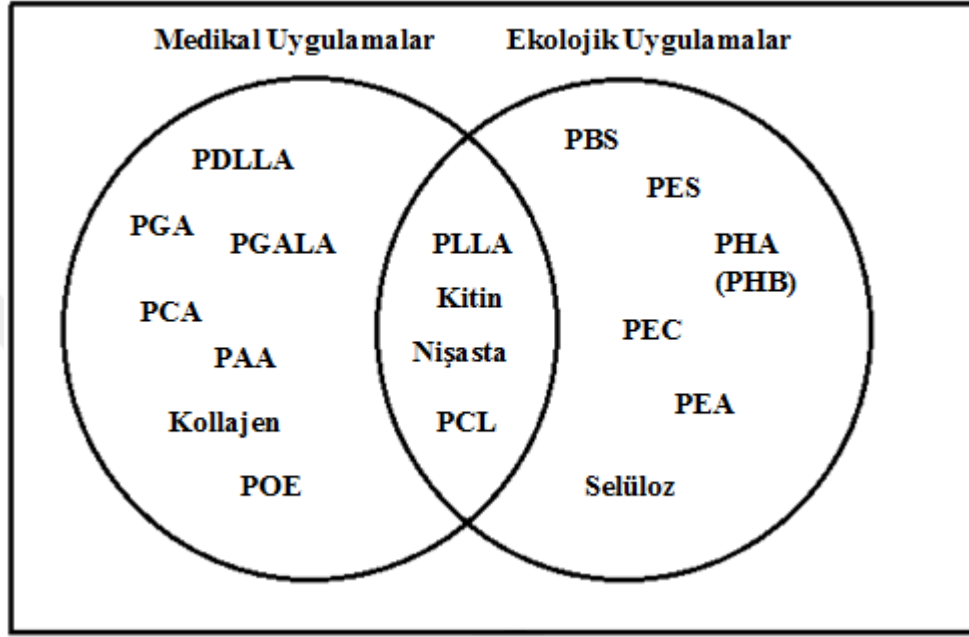 Medikal Uygulamalar
Ekolojik Uygulamalar
PDLLA
PGA
PGALA
PCA
PAA
Kollajen
POE
PLLA
Kitin
Nişasta
PCL
PBS
PES
PHA
(PHB)
PEC
PEA
Selüloz